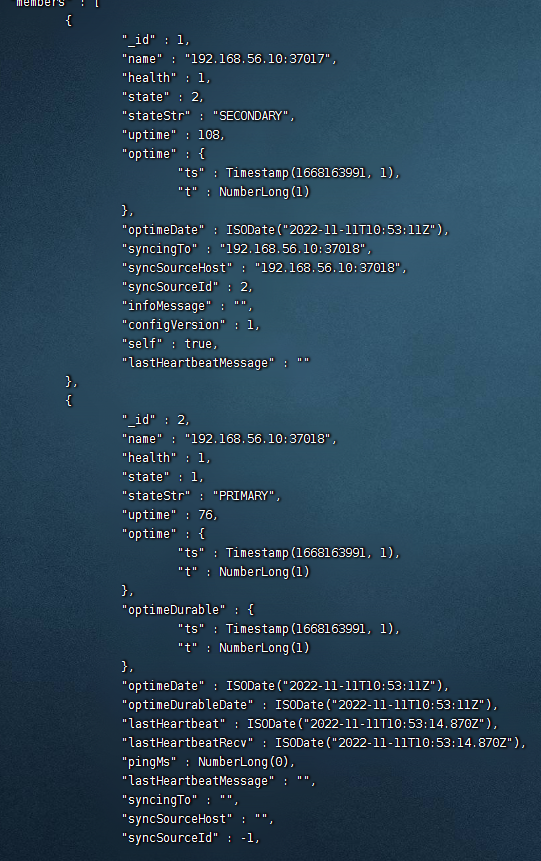 "members" : [
{
"_id" : 1,
"name" : "192.168.56.10:37017",
"health" : 1,
"state" : 2,
"stateStr" : "SECONDARY",
"uptime" : 108,
"optime" : {
"ts" : Timestamp(1668163991, 1),
"t" : NumberLong(1)
},
"optimeDate" : ISODate("2022-11-11T10:53:11Z"),
"syncingTo" : "192.168.56.10:37018",
"syncSourceHost" : "192.168.56.10:37018",
"syncSourceId" : 2,
"infoMessage" : "",
"configVersion" : 1,
"self" : true,
"lastHeartbeatMessage" : ""
},
{
"_id" : 2,
"name" : "192.168.56.10:37018",
"health" : 1,
"state" : 1,
"stateStr" : "PRIMARY",
"uptime" : 76,
"optime" : {
"ts" : Timestamp(1668163991, 1),
"t" : NumberLong(1)
},
"optimeDurable" : {
"ts" : Timestamp(1668163991, 1),
"t" : NumberLong(1)
},
"optimeDate" : ISODate("2022-11-11T10:53:11Z"),
"optimeDurableDate" : ISODate("2022-11-11T10:53:11Z"),
"lastHeartbeat" : ISODate("2022-11-11T10:53:14.870Z"),
"lastHeartbeatRecv" : ISODate("2022-11-11T10:53:14.870Z"),
"pingMs" : NumberLong(0),
"lastHeartbeatMessage" : "",
"syncingTo" : "",
"syncSourceHost" : "",
"syncSourceId" : -1,